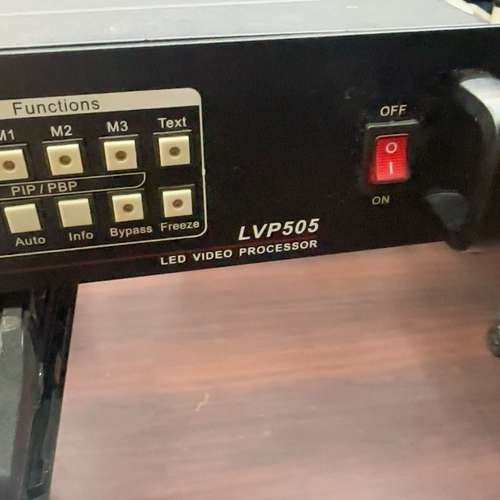 Functions
M1 M2 M3 Text
PIP / PBP
Auto Info Bypass Freeze
OFF
ON
LVP505
LED VIDEO PROCESSOR